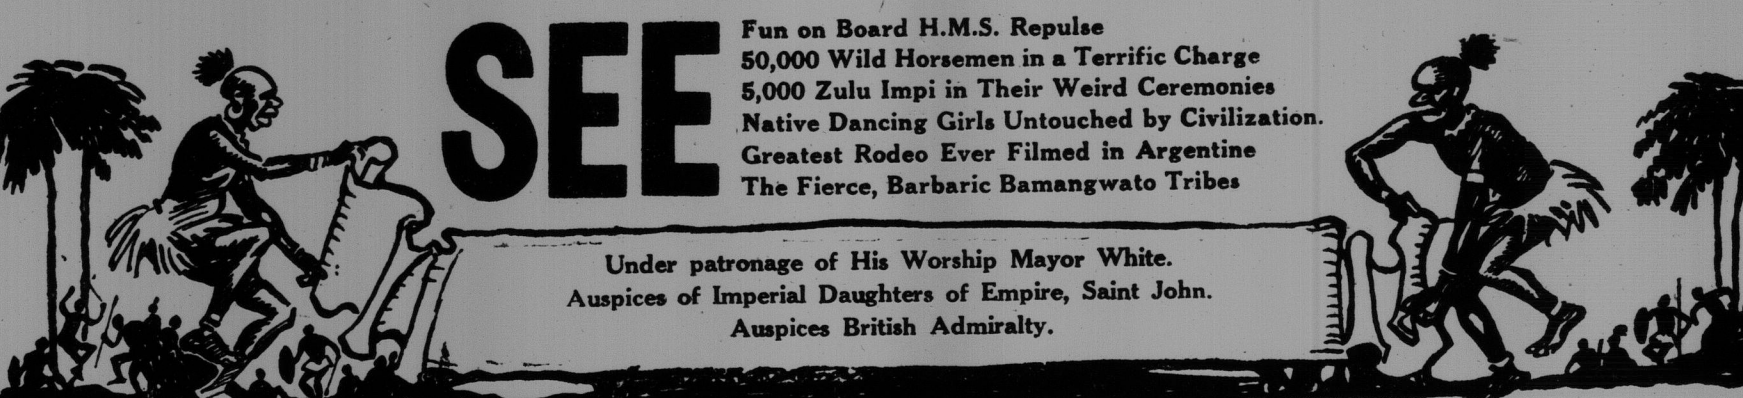 SEE
Fun on Board H.M.S. Repulse
50,000 Wild Horsemen in a Terrific Charge
5,000 Zulu Impi in Their Weird Ceremonies
Native Dancing Girls Untouched by Civilization.
Greatest Rodeo Ever Filmed in Argentine
The Fierce, Barbaric Bamangwato Tribes
Under patronage of His Worship Mayor White.
Auspices of Imperial Daughters of Empire, Saint John.
Auspices British Admiralty.